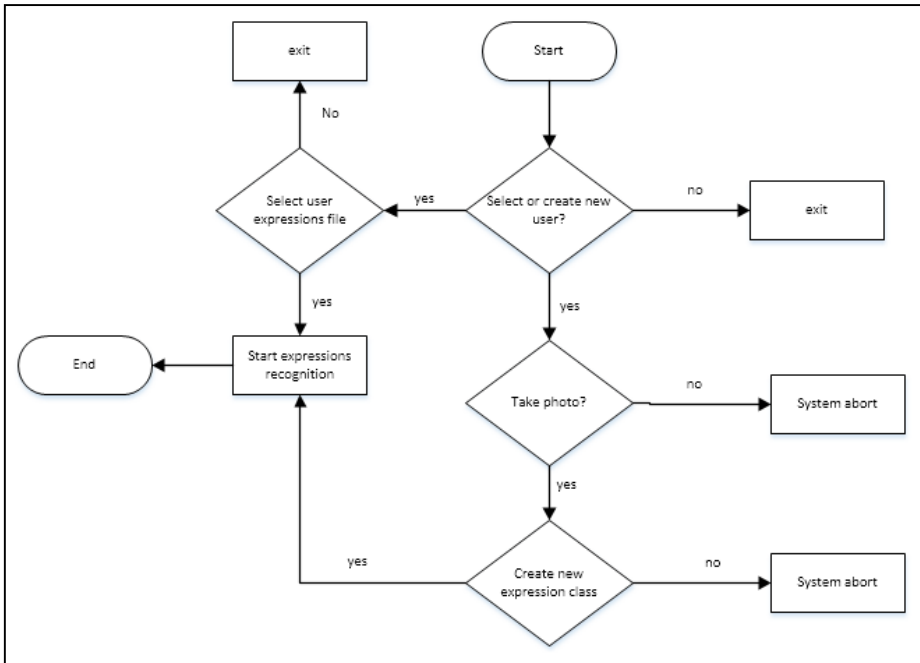 exit
Start
No
Select user
expressions file
yes
Select or create new
user?
no
exit
yes
yes
End
Start expressions
recognition
Take photo?
no
System abort
yes
yes
Create new
expression class
no
System abort